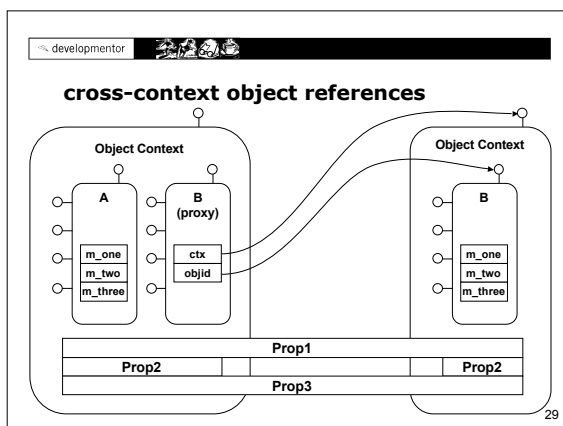 developmentor
cross-context object references
Object Context
A
m_one
m_two
m_three
B
(proxy)
ctx
objid
Object Context
B
m_one
m_two
m_three
Prop1
Prop2
Prop2
Prop3
29